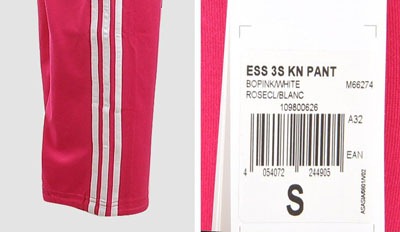 ESS 3S KN PANT
BOPINK/WHITE M66274
ROSECL/BLANC
109800626
A32
EAN
4 054072 244905
S